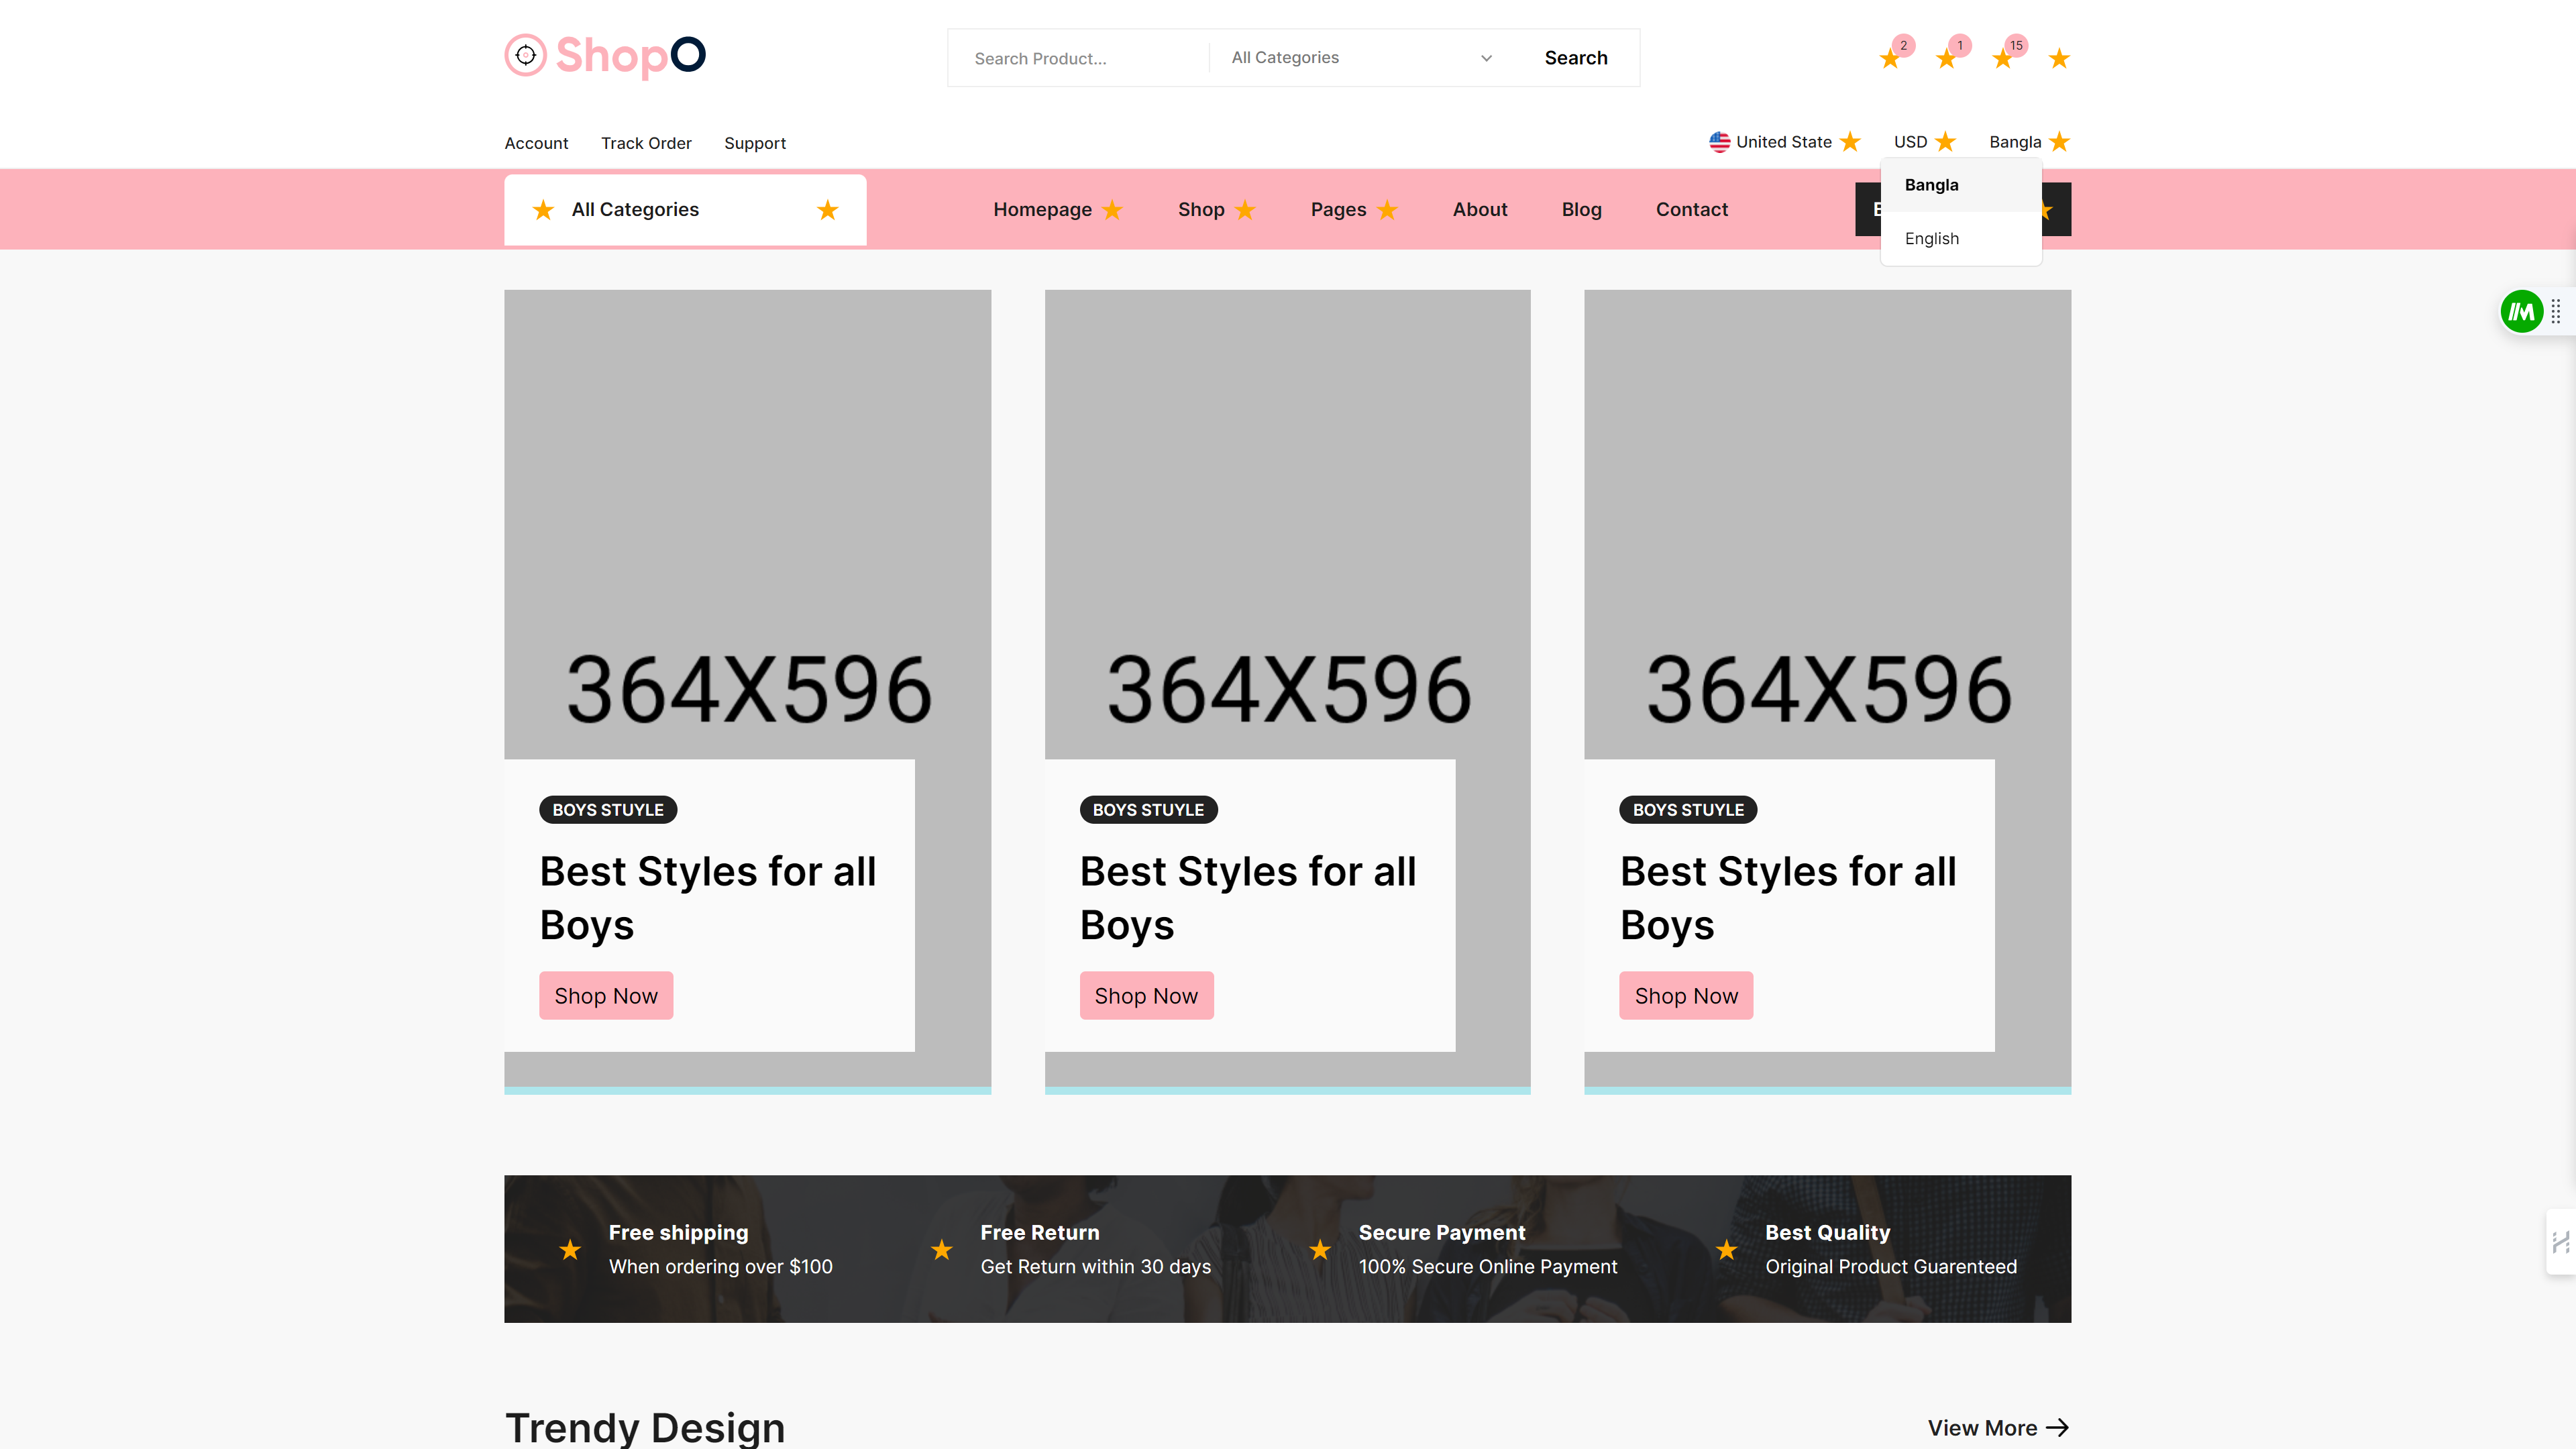 ShopO
Search Product...
All Categories
Search
2
1
15
Account
Track Order
Support
United State
USD
Bangla
Bangla
English
All Categories
Homepage
Shop
Pages
About
Blog
Contact
364X596
BOYS STUYLE
Best Styles for all
Boys
Shop Now
364X596
BOYS STUYLE
Best Styles for all
Boys
Shop Now
364X596
BOYS STUYLE
Best Styles for all
Boys
Shop Now
Free shipping
When ordering over $100
Free Return
Get Return within 30 days
Secure Payment
100% Secure Online Payment
Best Quality
Original Product Guarenteed
Trendy Design
View More